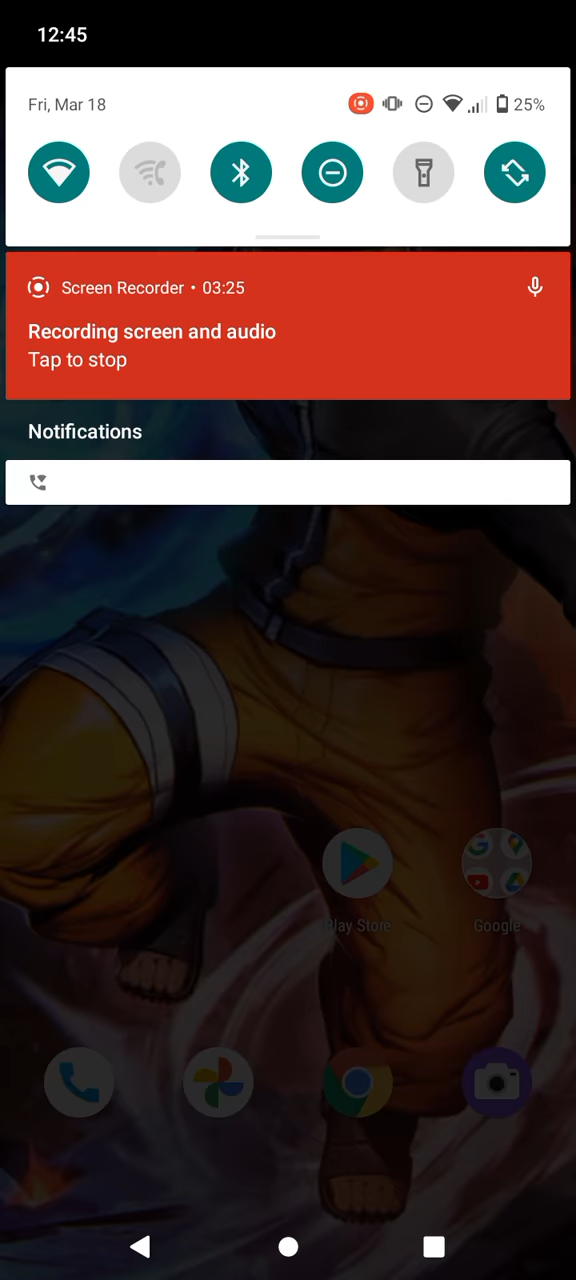 12:45
Fri, Mar 18
25%
Screen Recorder • 03:25
Recording screen and audio
Tap to stop
Notifications
Play Store
Google